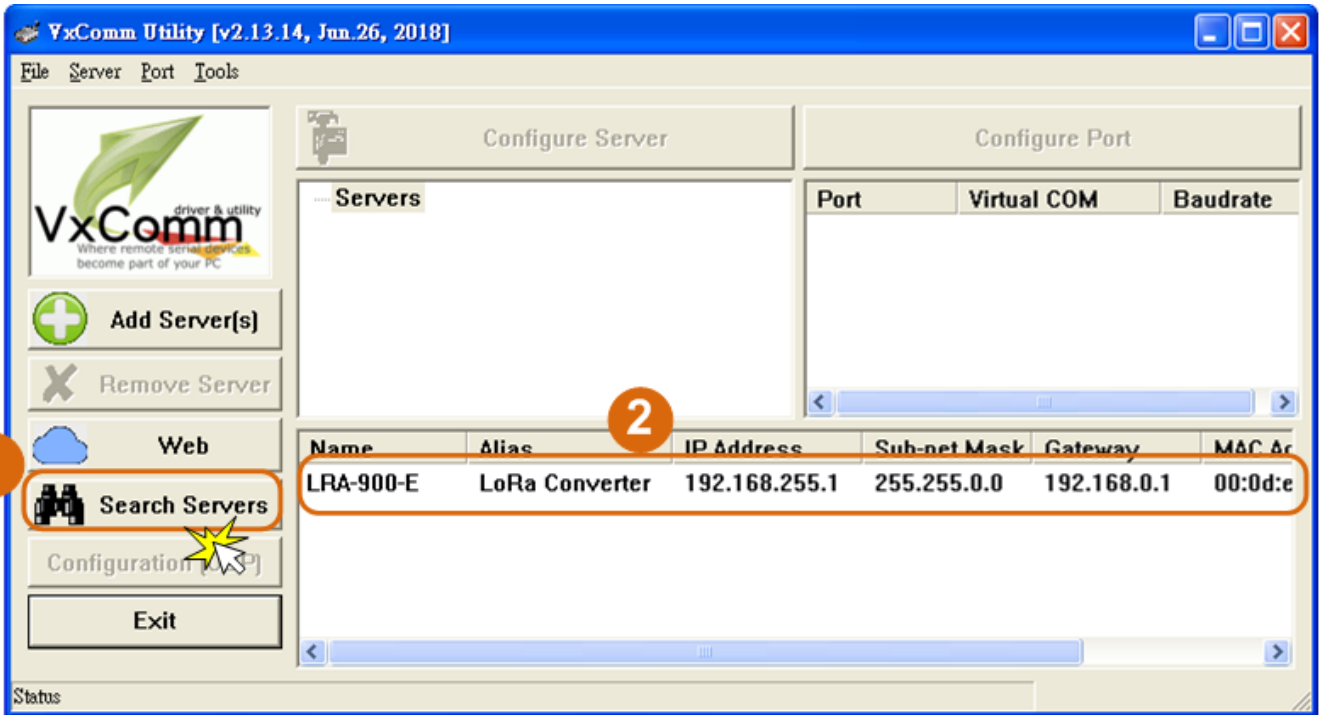 VxComm Utility [v2.13.14, Jun.26, 2018]
File Server Port Tools
Configure Server
Configure Port
VxComm
driver & utility
Where remote serial devices
become part of your PC
Servers
Port Virtual COM Baudrate
Add Server(s)
Remove Server
2
Web
Name Alias IP Address Sub-net Mask Gateway MAC Ac
LRA-900-E LoRa Converter 192.168.255.1 255.255.0.0 192.168.0.1 00:0d:e
Search Servers
Configuration
Exit
Status